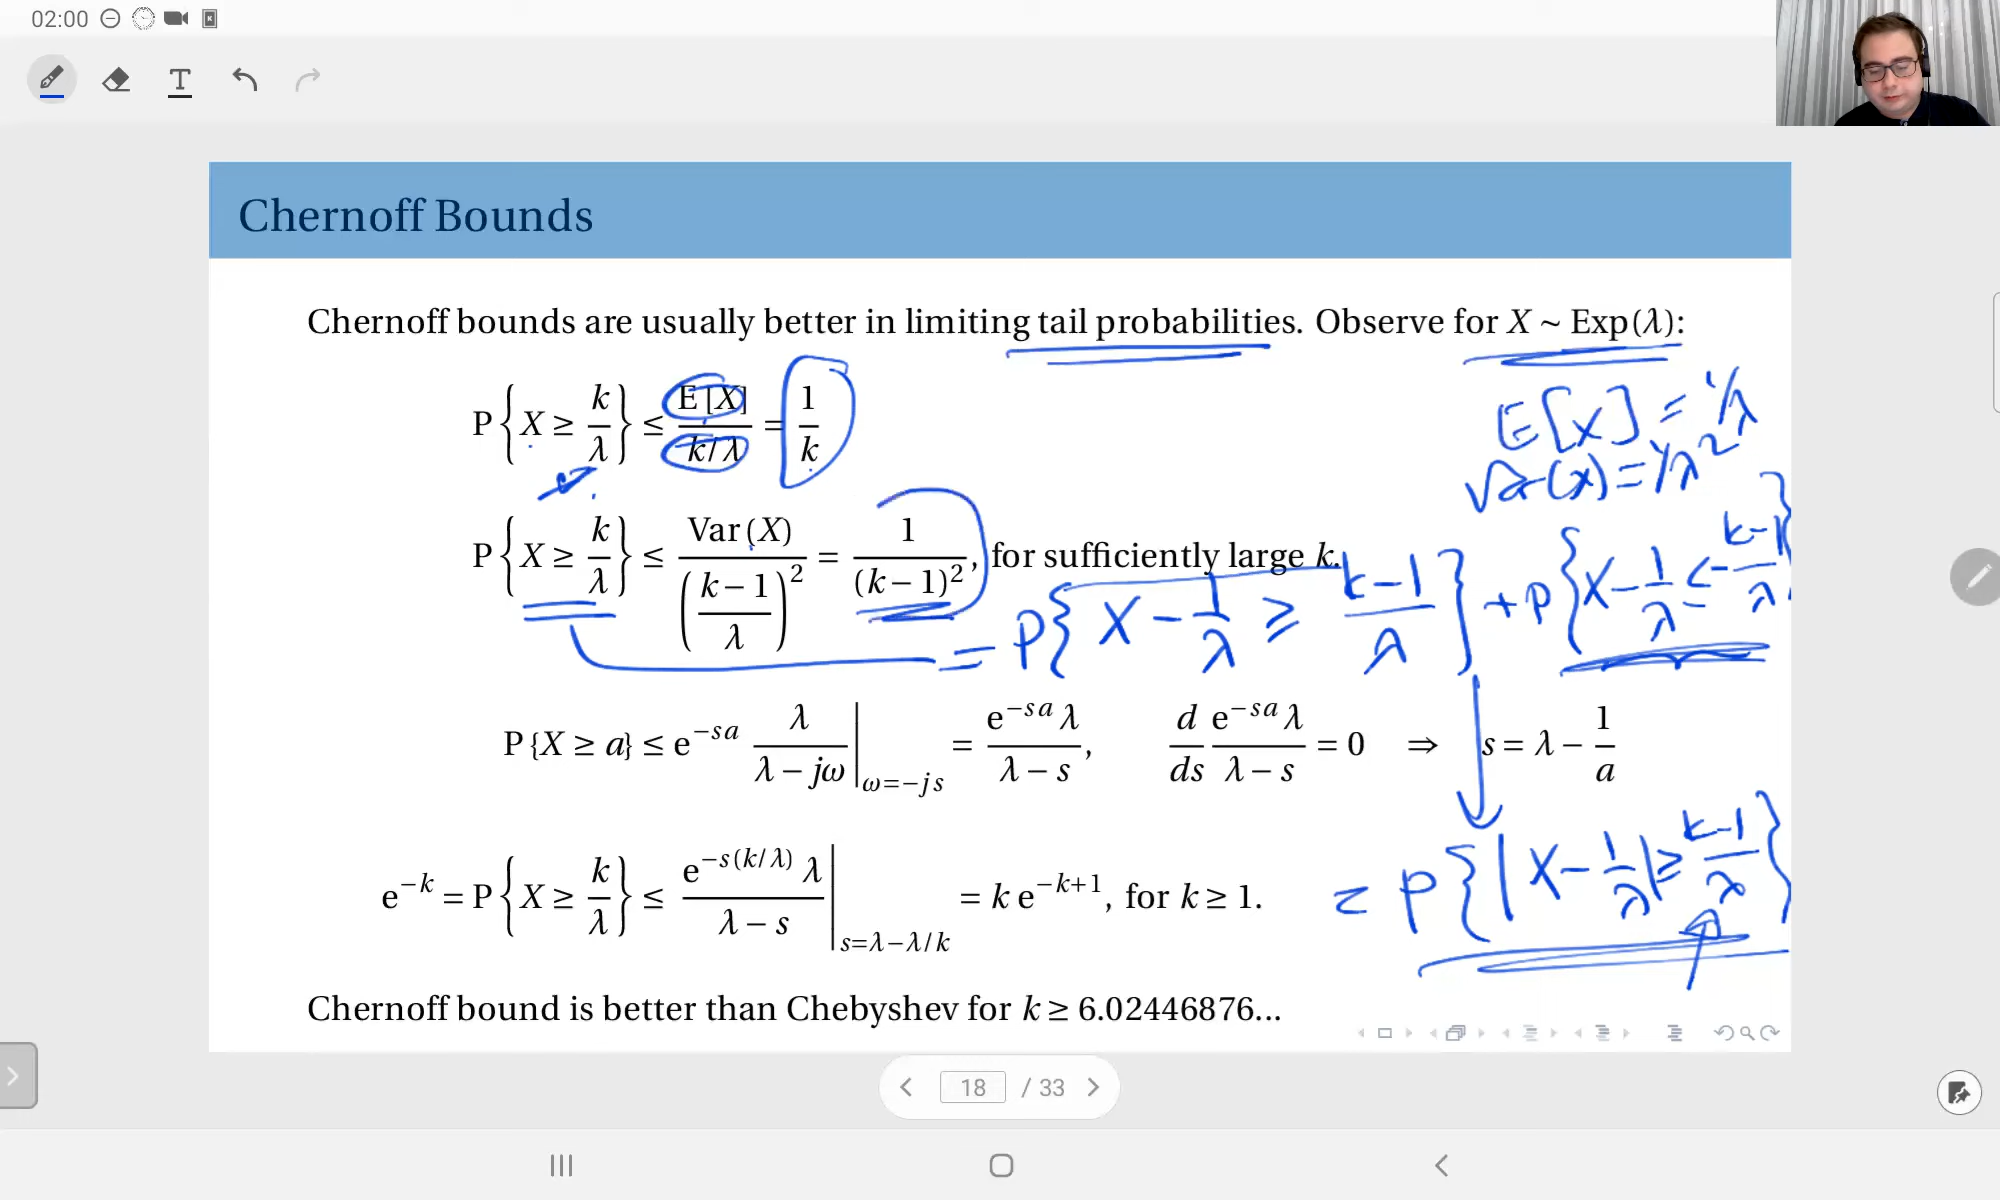 02:00
T
Chernoff Bounds
Chernoff bounds are usually better in limiting tail probabilities. Observe for X ~ Exp(λ):
P{X ≥ k/λ} ≤ E[X]/(k/λ) = 1/k
E[X] = 1/λ
Var(X) = 1/λ²
P{X ≥ k/λ} ≤ Var(X)/((k−1)/λ)² = 1/(k−1)², for sufficiently large k.
= P{X − 1/λ ≥ (k−1)/λ} + P{X − 1/λ ≤ −(k−1)/λ}
P{X ≥ a} ≤ e^{−sa} λ/(λ − jω)|_{ω=−js} = e^{−sa}λ/(λ − s), d/ds e^{−sa}λ/(λ − s) = 0 ⇒ s = λ − 1/a
e^{−k} = P{X ≥ k/λ} ≤ e^{−s(k/λ)}λ/(λ − s)|_{s=λ−λ/k} = k e^{−k+1}, for k ≥ 1.
= P{|X − 1/λ| ≥ (k−1)/λ}
Chernoff bound is better than Chebyshev for k ≥ 6.02446876...
18 / 33